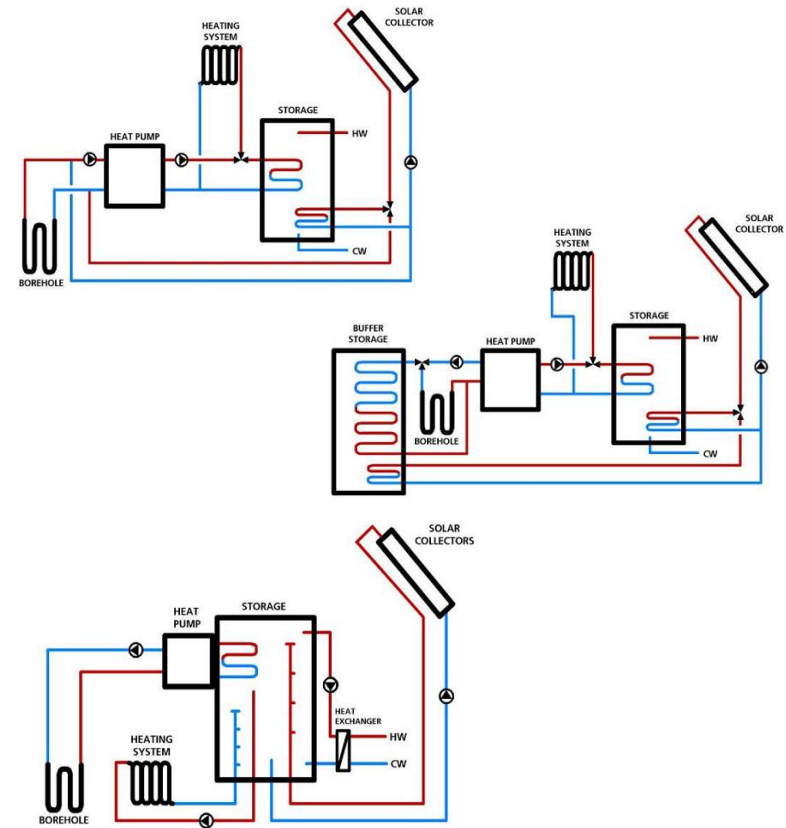 SOLAR
COLLECTOR
HEATING
SYSTEM
STORAGE
HEAT PUMP
HW
CW
BOREHOLE
SOLAR
COLLECTOR
HEATING
SYSTEM
BUFFER
STORAGE
STORAGE
HEAT PUMP
HW
BOREHOLE
CW
SOLAR
COLLECTORS
HEAT
PUMP
STORAGE
HEAT
EXCHANGER
HW
CW
HEATING
SYSTEM
BOREHOLE